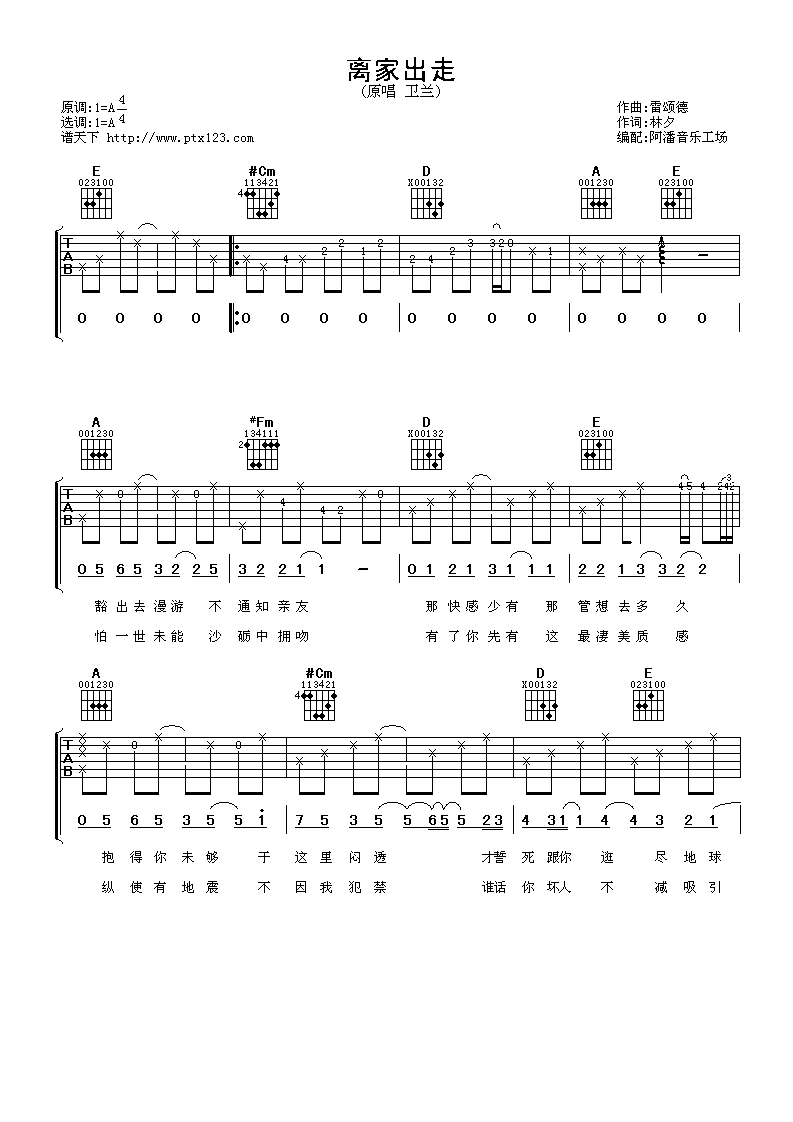 离家出走
(原唱 卫兰)
原调:1=A 4/4
选调:1=A
谱天下 http://www.ptx123.com
作曲:雷颂德
作词:林夕
编配:阿潘音乐工场
E #Cm D A E
023100 113421 X00132 001230 023100
4
T A B
0 0 0 0 0 0 0 0 0 0 0 0 0 0 0 0
A #Fm D E
001230 134111 X00132 023100
2
T A B
0 5 6 5 3 2 2 5 3 2 2 1 1 - 0 1 2 1 3 1 1 2 2 1 3 3 2 2
豁出去漫游 不 通知亲友 那 快感少有 那 管想去多 久
怕一世未能 沙 砺中拥吻 有 了你先有 这 最凄美质 感
A #Cm D E
001230 113421 X00132 023100
4
T A B
0 5 6 5 3 5 5 1 7 5 3 5 5 6 5 5 2 3 4 3 1 1 4 4 3 2 1
抱得你未够 于 这里闷透 才誓 死跟你 逛 尽地球
纵使有地震 不 因我犯禁 谁话 你坏人 不 减吸引